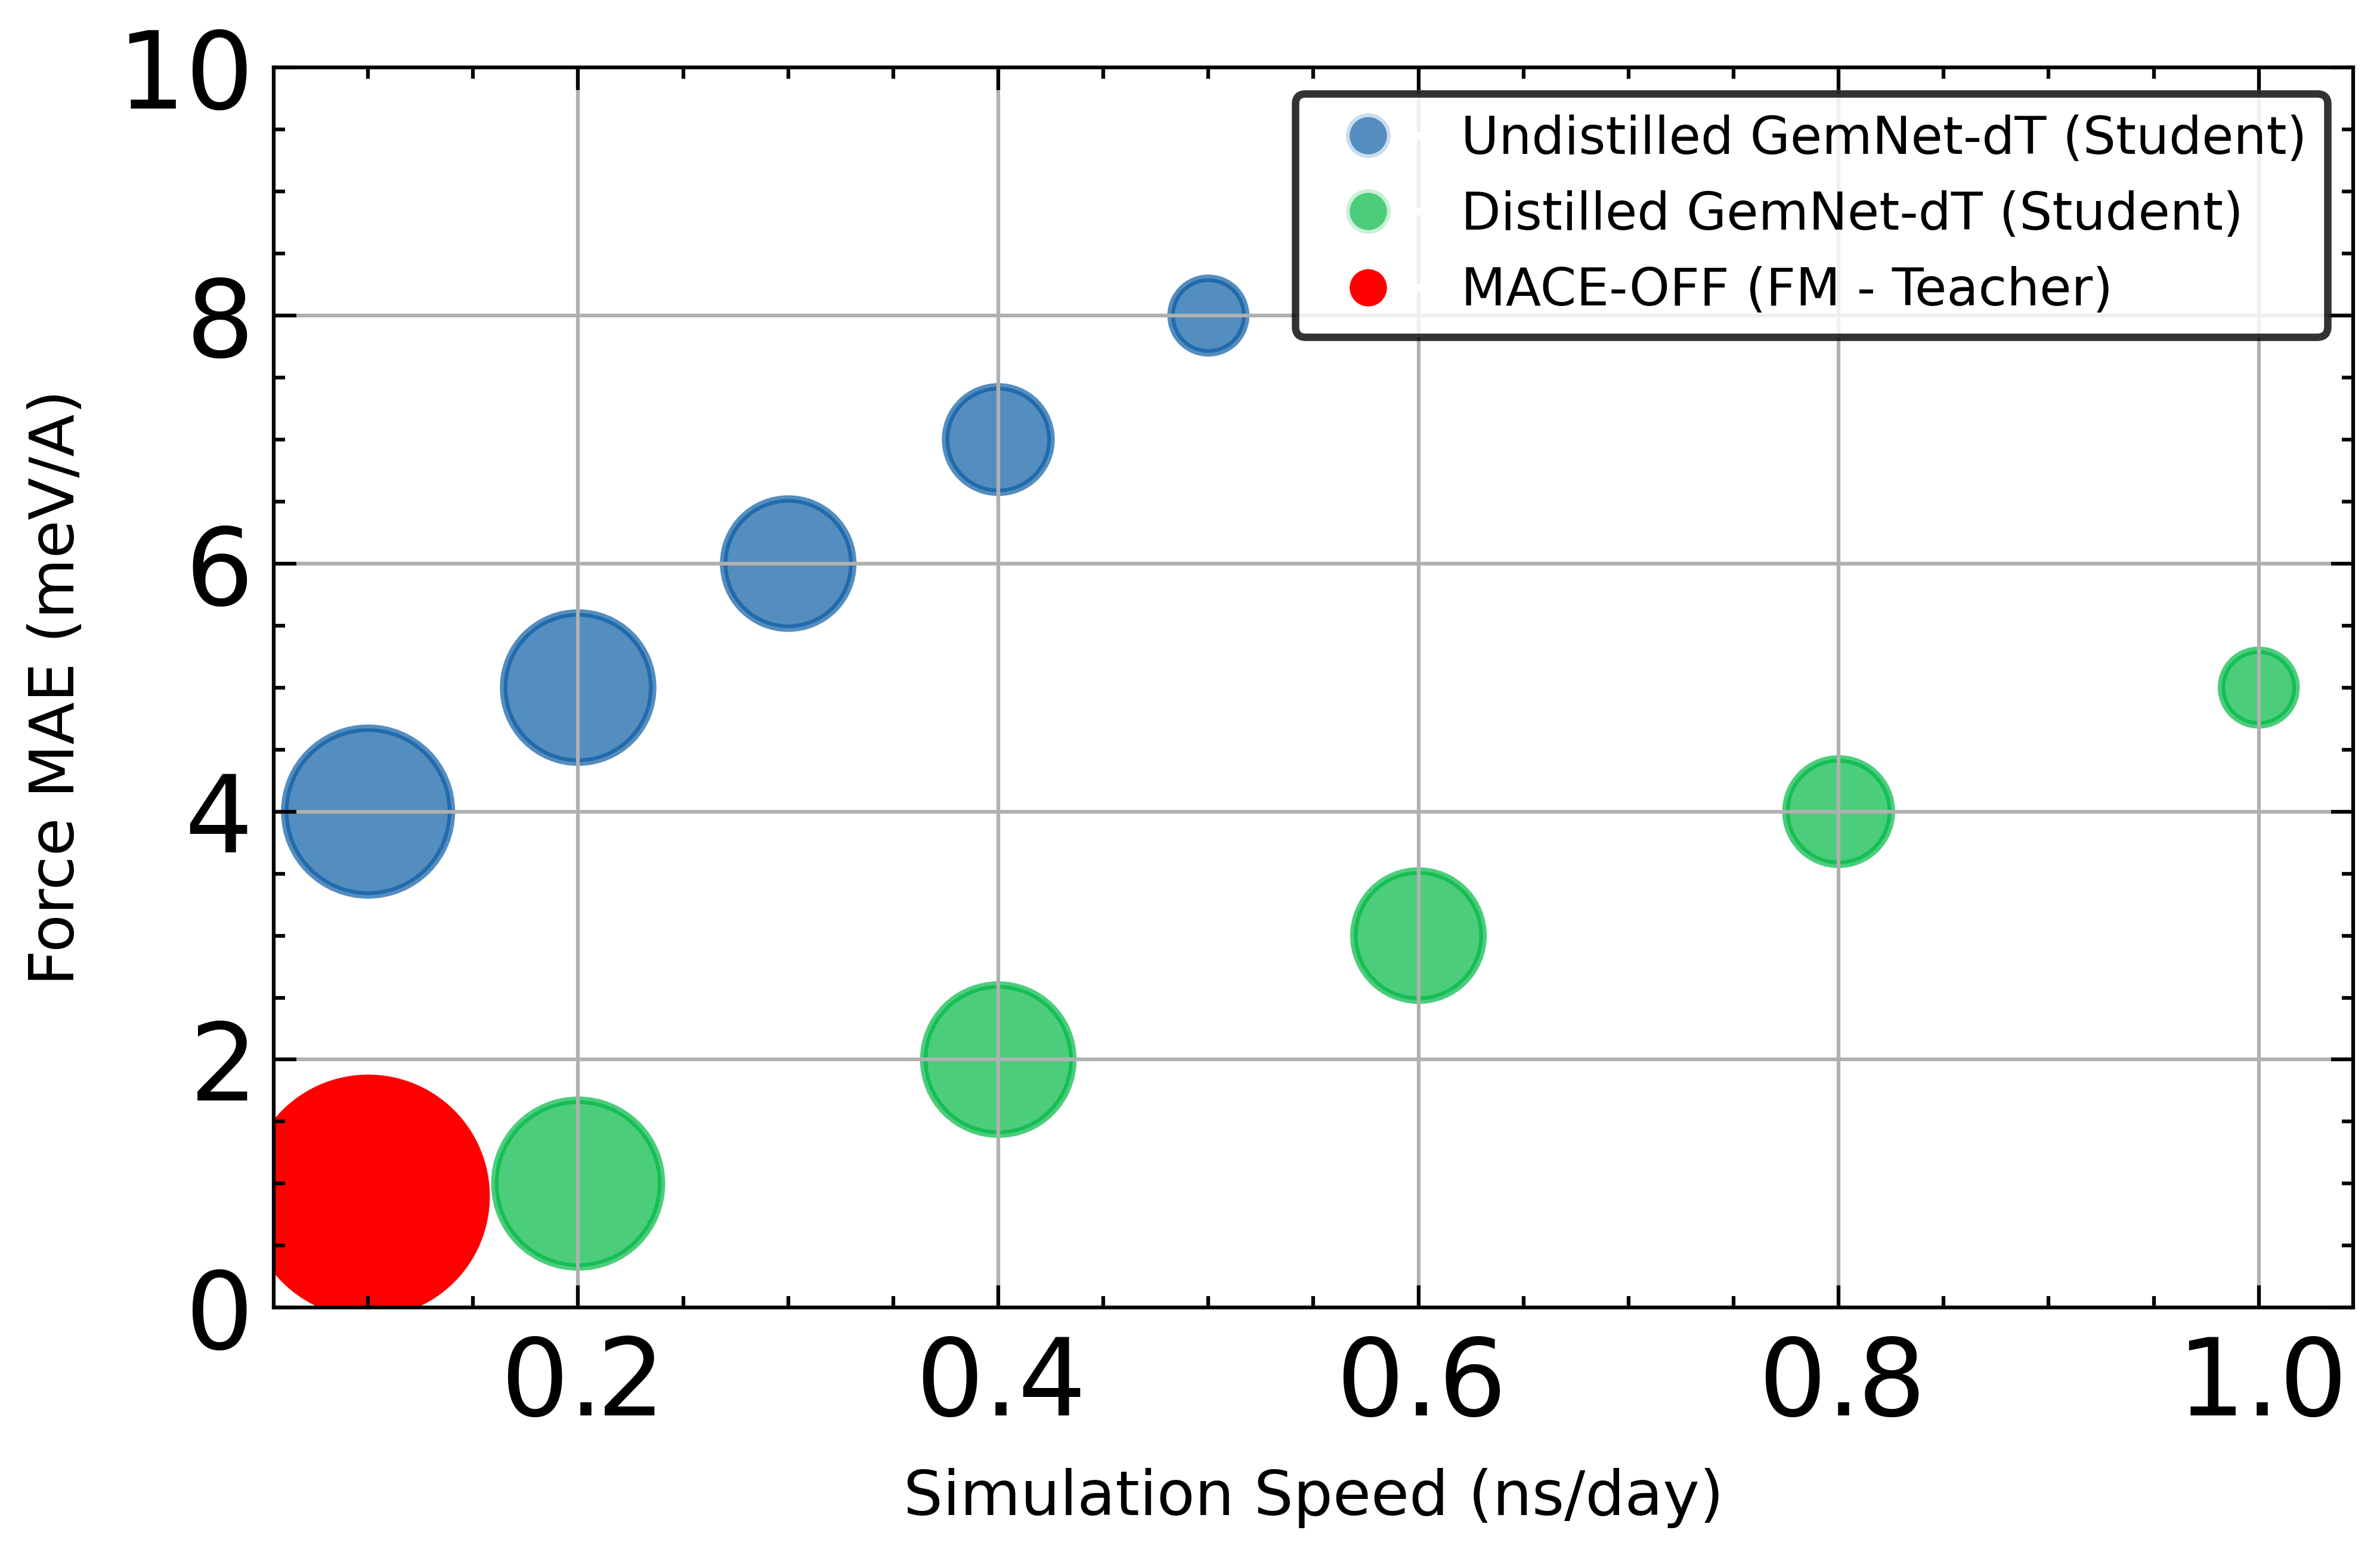 10
8
6
4
2
0
Force MAE (meV/A)
Undistilled GemNet-dT (Student)
Distilled GemNet-dT (Student)
MACE-OFF (FM - Teacher)
0.2 0.4 0.6 0.8 1.0
Simulation Speed (ns/day)